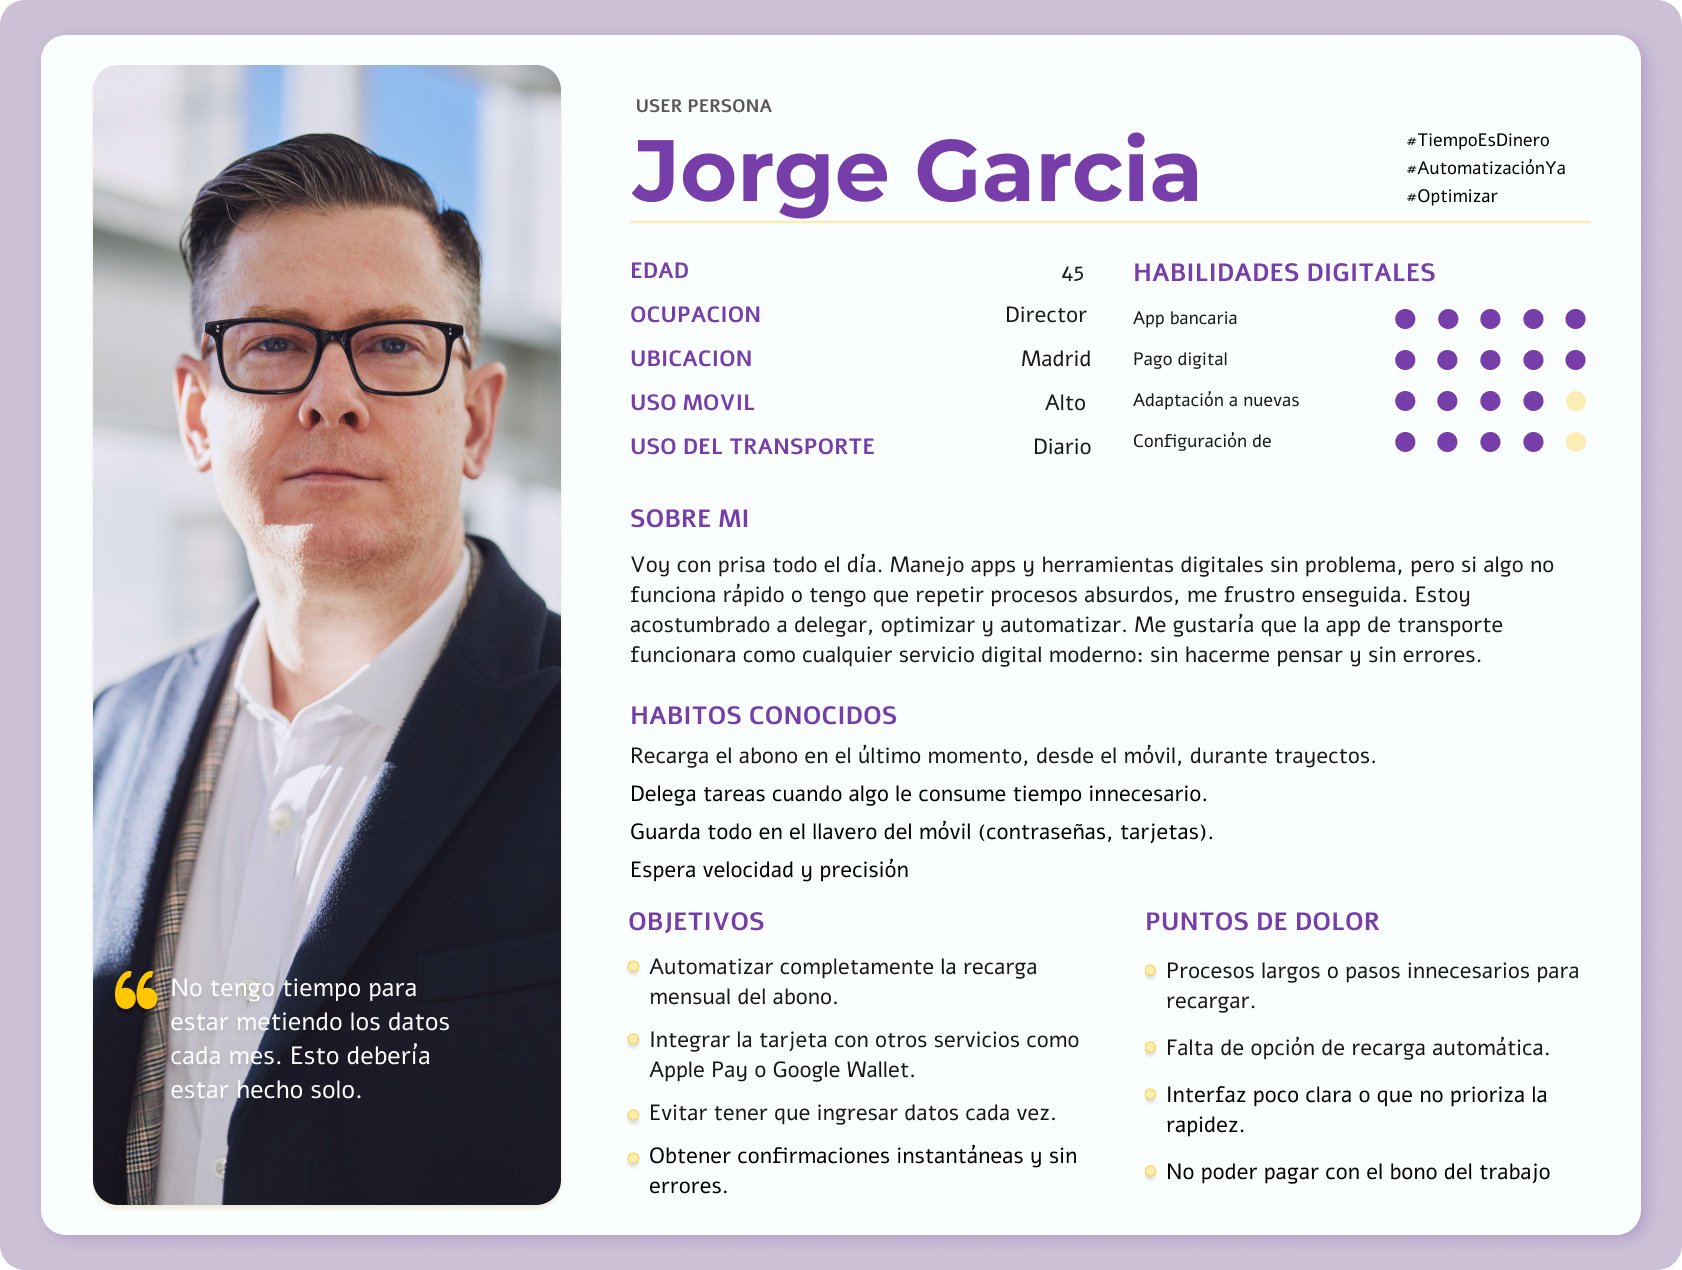 USER PERSONA
Jorge Garcia
#TiempoEsDinero
#AutomatizaciónYa
#Optimizar
EDAD 45
OCUPACION Director
UBICACION Madrid
USO MOVIL Alto
USO DEL TRANSPORTE Diario
HABILIDADES DIGITALES
App bancaria
Pago digital
Adaptación a nuevas
Configuración de
SOBRE MI
Voy con prisa todo el día. Manejo apps y herramientas digitales sin problema, pero si algo no
funciona rápido o tengo que repetir procesos absurdos, me frustro enseguida. Estoy
acostumbrado a delegar, optimizar y automatizar. Me gustaría que la app de transporte
funcionara como cualquier servicio digital moderno: sin hacerme pensar y sin errores.
HABITOS CONOCIDOS
Recarga el abono en el último momento, desde el móvil, durante trayectos.
Delega tareas cuando algo le consume tiempo innecesario.
Guarda todo en el llavero del móvil (contraseñas, tarjetas).
Espera velocidad y precisión
OBJETIVOS
Automatizar completamente la recarga
mensual del abono.
Integrar la tarjeta con otros servicios como
Apple Pay o Google Wallet.
Evitar tener que ingresar datos cada vez.
Obtener confirmaciones instantáneas y sin
errores.
PUNTOS DE DOLOR
Procesos largos o pasos innecesarios para
recargar.
Falta de opción de recarga automática.
Interfaz poco clara o que no prioriza la
rapidez.
No poder pagar con el bono del trabajo
“No tengo tiempo para
estar metiendo los datos
cada mes. Esto debería
estar hecho solo.